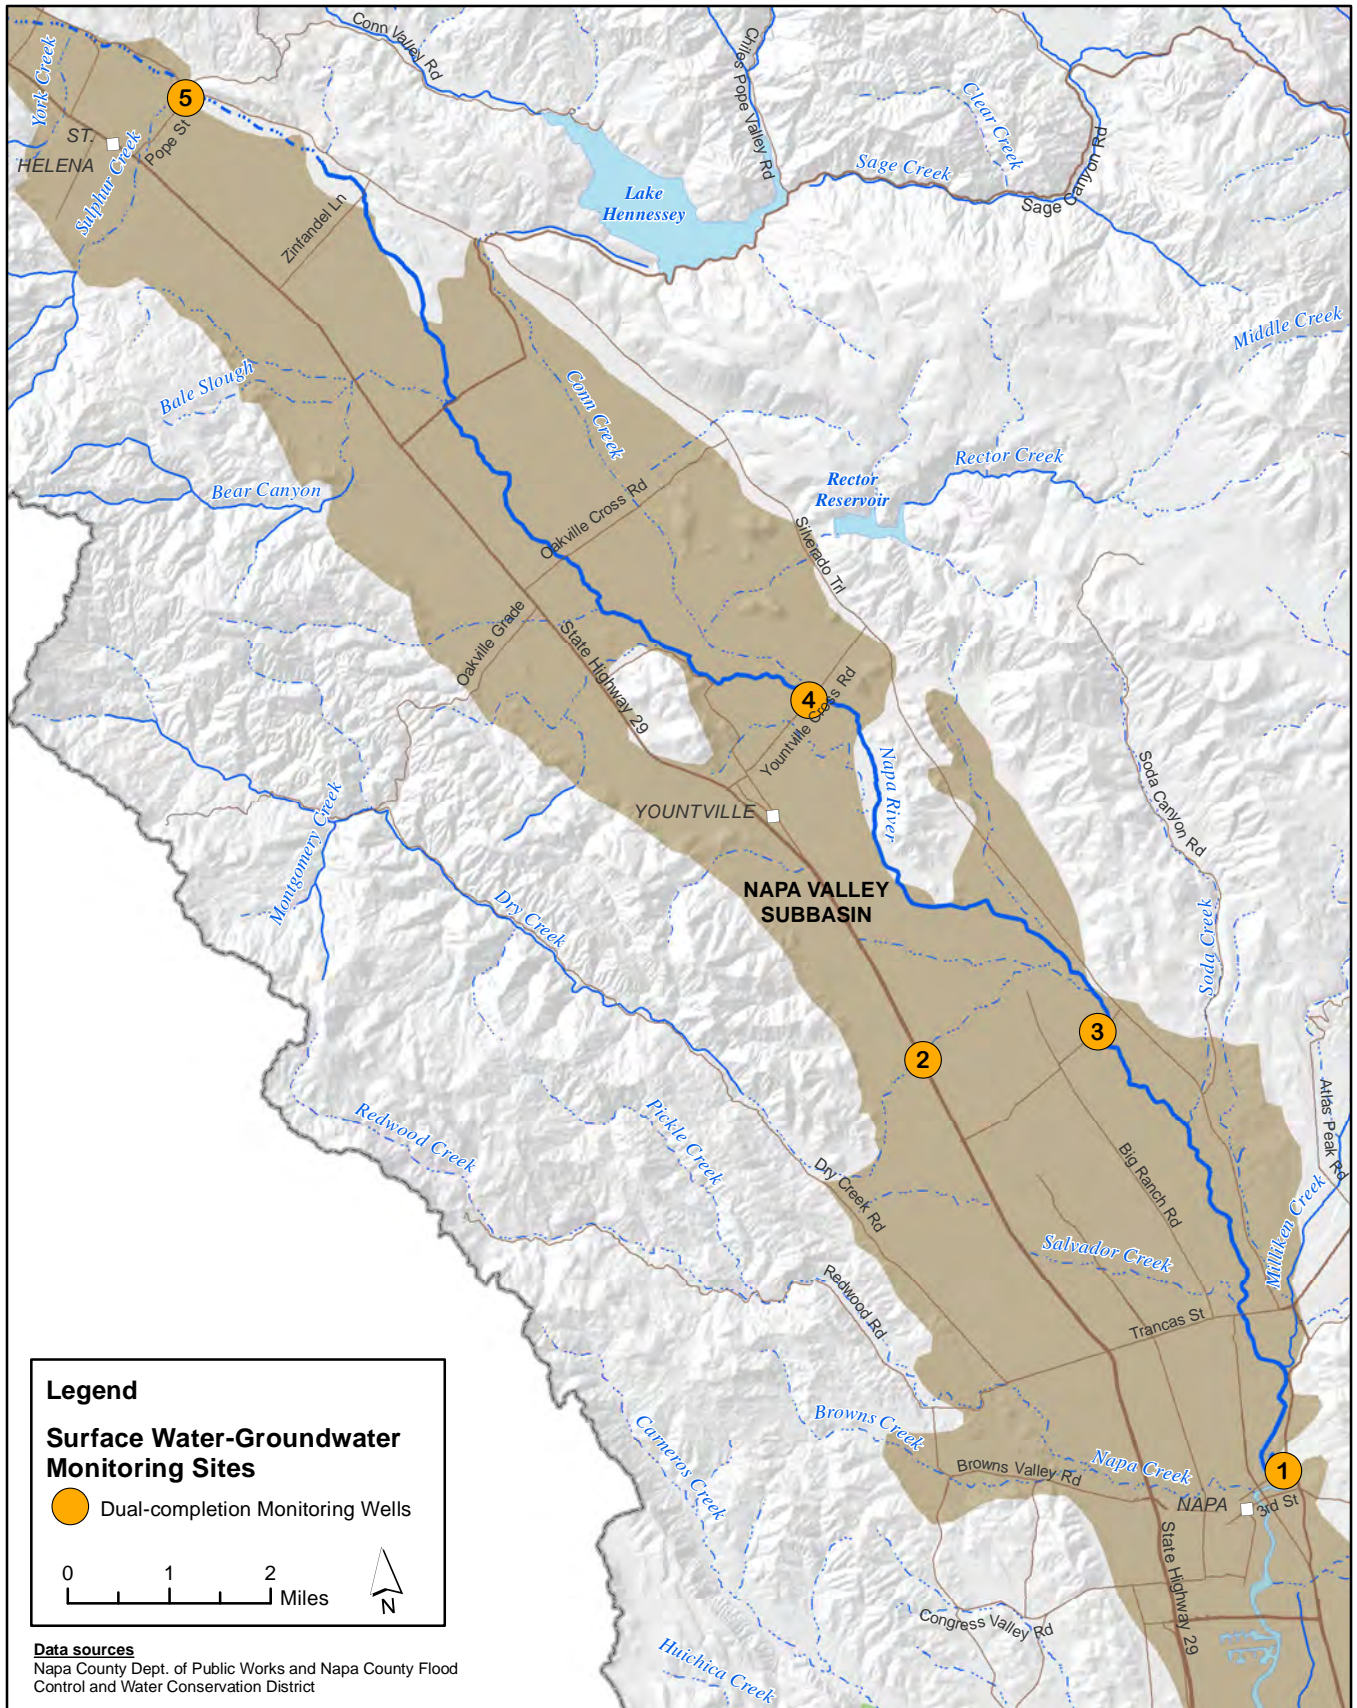 Conn Valley Rd
Chiles Pope Valley Rd
Clear Creek
York Creek
5
ST.
HELENA
Pope St
Sulphur Creek
Sage Creek
Sage Canyon Rd
Lake
Hennessey
Zinfandel Ln
Middle Creek
Bale Slough
Conn Creek
Bear Canyon
Rector Creek
Rector
Reservoir
Oakville Cross Rd
Silverado Trl
Oakville Grade
State Highway 29
4
Yountville Cross Rd
Napa River
Soda Canyon Rd
YOUNTVILLE
Montgomery Creek
Dry Creek
NAPA VALLEY
SUBBASIN
Soda Creek
3
2
Atlas Peak Rd
Redwood Creek
Pickle Creek
Dry Creek Rd
Big Ranch Rd
Milliken Creek
Salvador Creek
Redwood Rd
Trancas St
Browns Creek
Carneros Creek
Napa Creek
Browns Valley Rd
1
NAPA
3rd St
State Highway 29
Congress Valley Rd
Huichica Creek
Legend
Surface Water-Groundwater
Monitoring Sites
Dual-completion Monitoring Wells
0 1 2
Miles
N
Data sources
Napa County Dept. of Public Works and Napa County Flood
Control and Water Conservation District